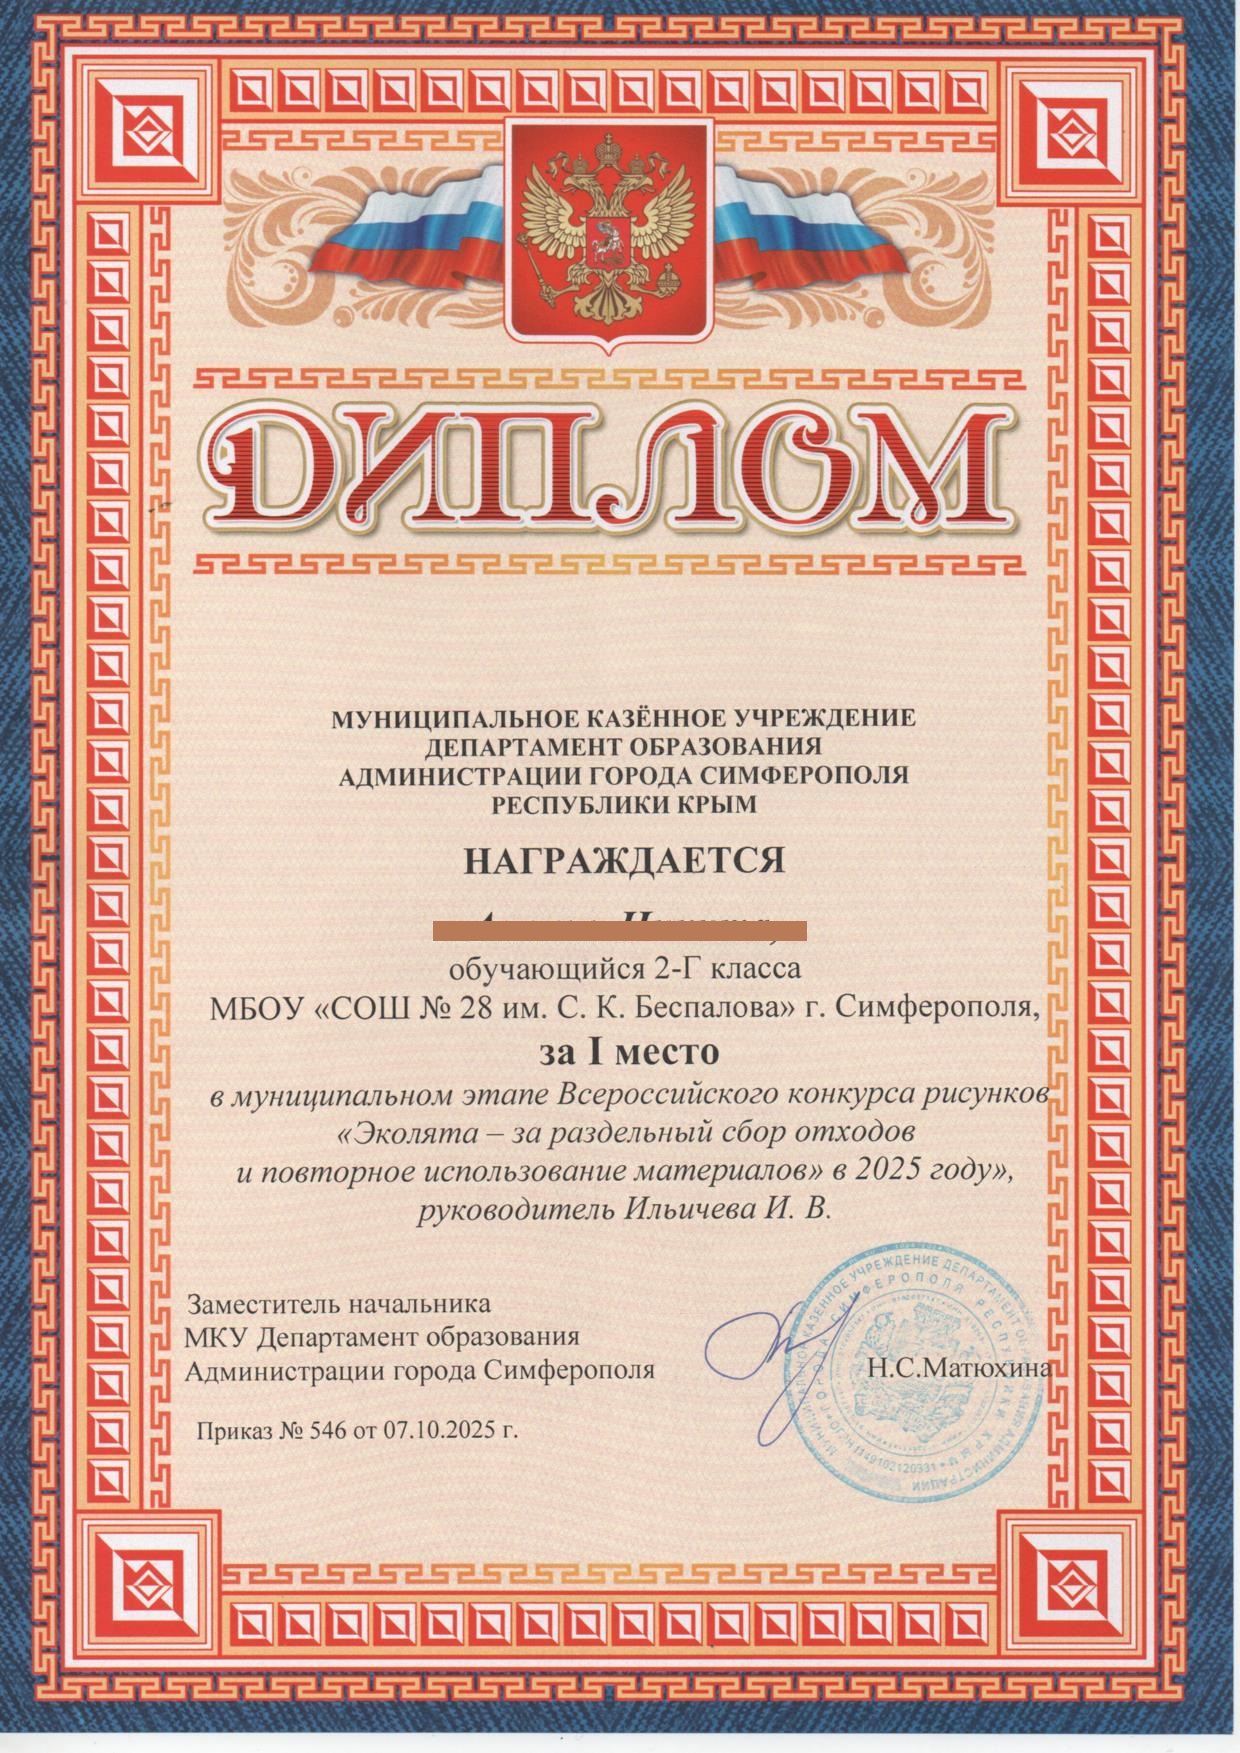 ДИПЛОМ
МУНИЦИПАЛЬНОЕ КАЗЁННОЕ УЧРЕЖДЕНИЕ
ДЕПАРТАМЕНТ ОБРАЗОВАНИЯ
АДМИНИСТРАЦИИ ГОРОДА СИМФЕРОПОЛЯ
РЕСПУБЛИКИ КРЫМ
НАГРАЖДАЕТСЯ
обучающийся 2-Г класса
МБОУ «СОШ № 28 им. С. К. Беспалова» г. Симферополя,
за I место
в муниципальном этапе Всероссийского конкурса рисунков
«Эколята – за раздельный сбор отходов
и повторное использование материалов» в 2025 году»,
руководитель Ильичева И. В.
Заместитель начальника
МКУ Департамент образования
Администрации города Симферополя
Н.С.Матюхина
Приказ № 546 от 07.10.2025 г.